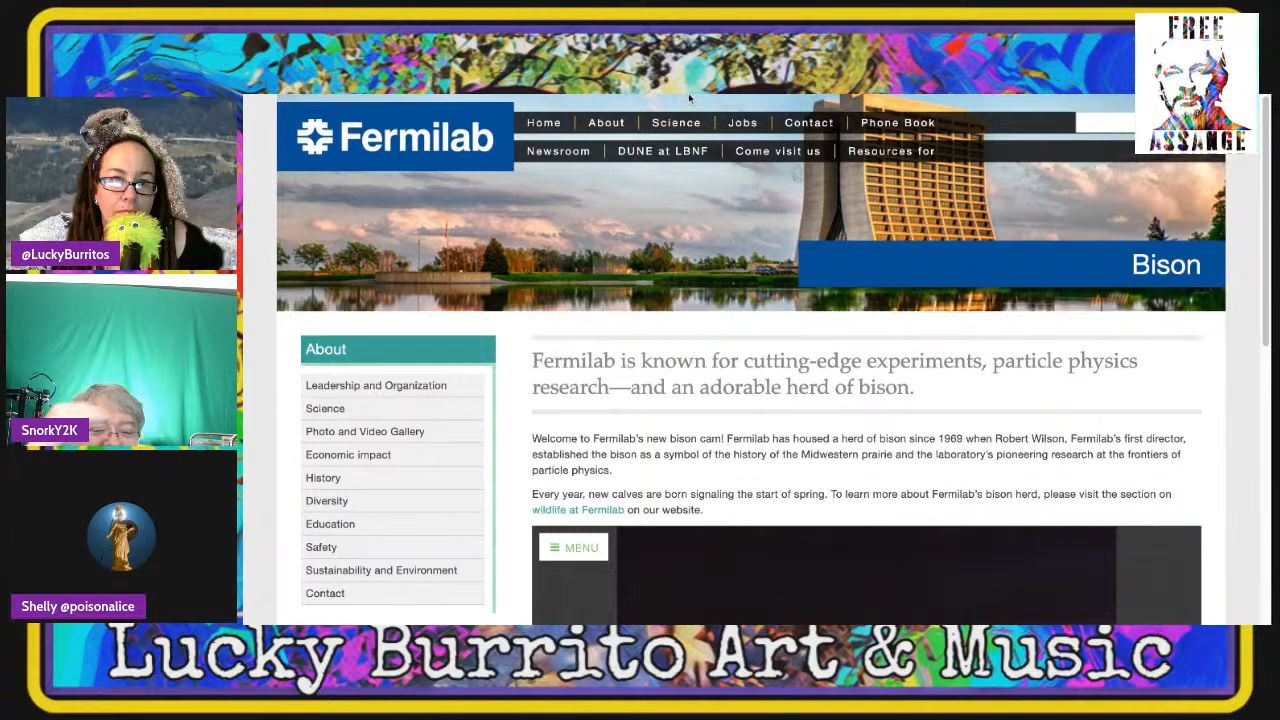 FREE
ASSANGE
Fermilab
Home
About
Science
Jobs
Contact
Phone Book
Newsroom
DUNE at LBNF
Come visit us
Resources for
Bison
@LuckyBurritos
SnorkY2K
Shelly @poisonalice
About
Leadership and Organization
Science
Photo and Video Gallery
Economic impact
History
Diversity
Education
Safety
Sustainability and Environment
Contact
Fermilab is known for cutting-edge experiments, particle physics
research—and an adorable herd of bison.
Welcome to Fermilab's new bison cam! Fermilab has housed a herd of bison since 1969 when Robert Wilson, Fermilab's first director,
established the bison as a symbol of the history of the Midwestern prairie and the laboratory's pioneering research at the frontiers of
particle physics.
Every year, new calves are born signaling the start of spring. To learn more about Fermilab's bison herd, please visit the section on
wildlife at Fermilab on our website.
MENU
Lucky Burrito Art & Music